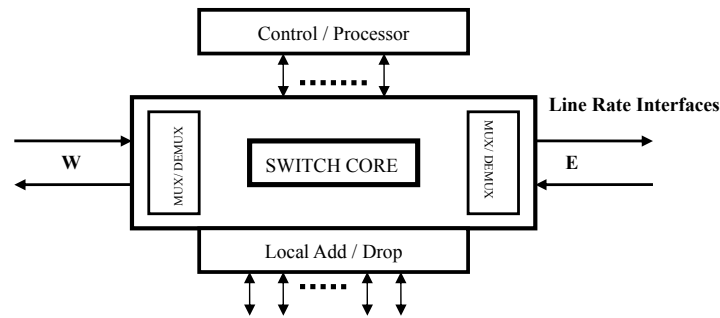 Control / Processor
Line Rate Interfaces
MUX/ DEMUX
SWITCH CORE
MUX/ DEMUX
W
E
Local Add / Drop